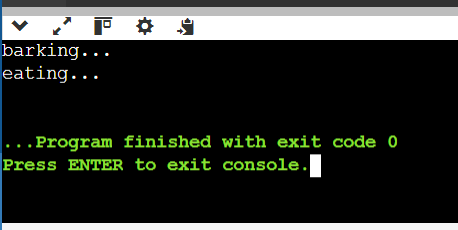 barking...
eating...
...Program finished with exit code 0
Press ENTER to exit console.